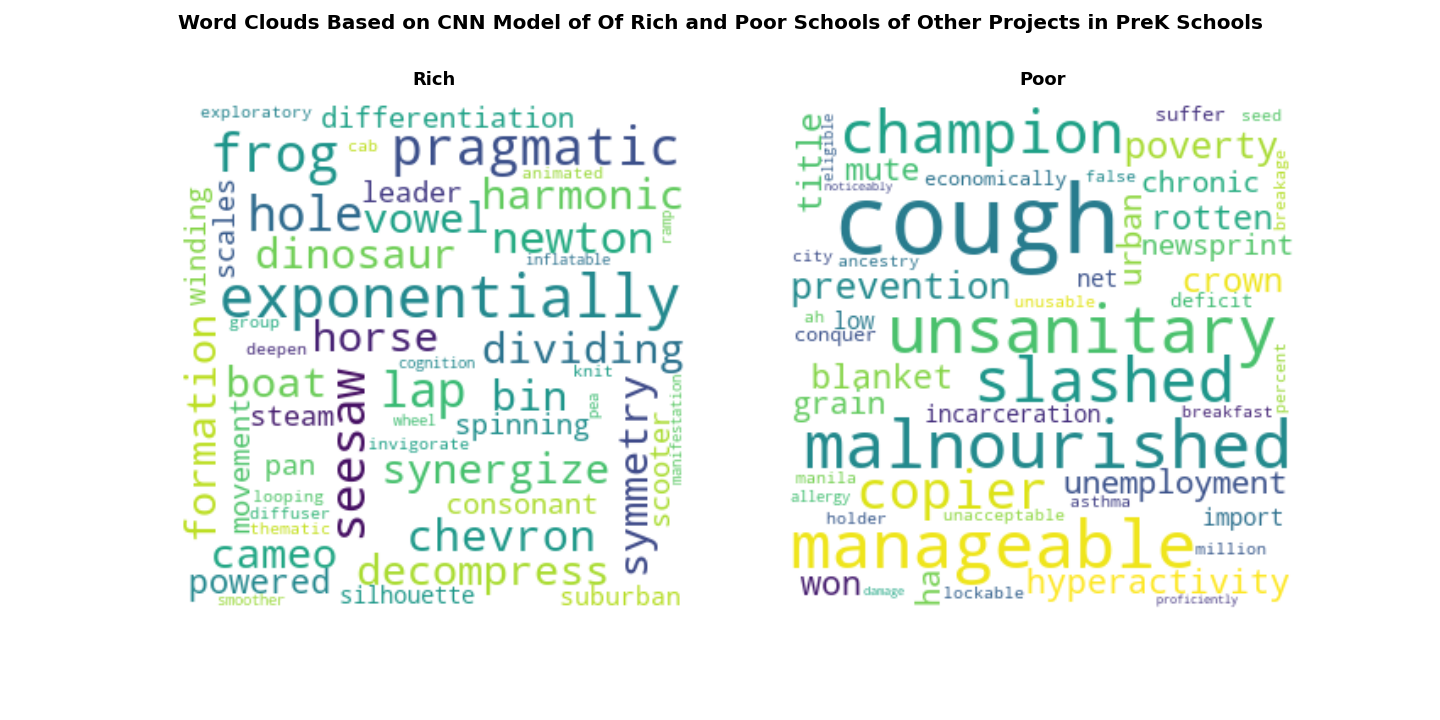 Word Clouds Based on CNN Model of Of Rich and Poor Schools of Other Projects in PreK Schools
Rich
exploratory
differentiation
frog
cab
pragmatic
animated
leader
harmonic
winding
scales
hole
vowel
newton
ramp
dinosaur
inflatable
exponentially
group
horse
deepen
dividing
cognition
knit
formation
boat
seesaw
lap
bin
pea
symmetry
manifestation
steam
movement
wheel
spinning
scooter
invigorate
pan
synergize
looping
consonant
diffuser
thematic
chevron
cameo
decompress
powered
silhouette
smoother
suburban
Poor
title
eligible
champion
suffer
seed
poverty
mute
economically
false
chronic
breakage
noticeably
cough
urban
rotten
newsprint
city
ancestry
prevention
net
crown
unusable
deficit
ah
low
conquer
unsanitary
blanket
slashed
percent
grain
incarceration
breakfast
malnourished
manila
copier
unemployment
allergy
asthma
holder
unacceptable
import
manageable
million
won
damage
ha
lockable
hyperactivity
proficiently